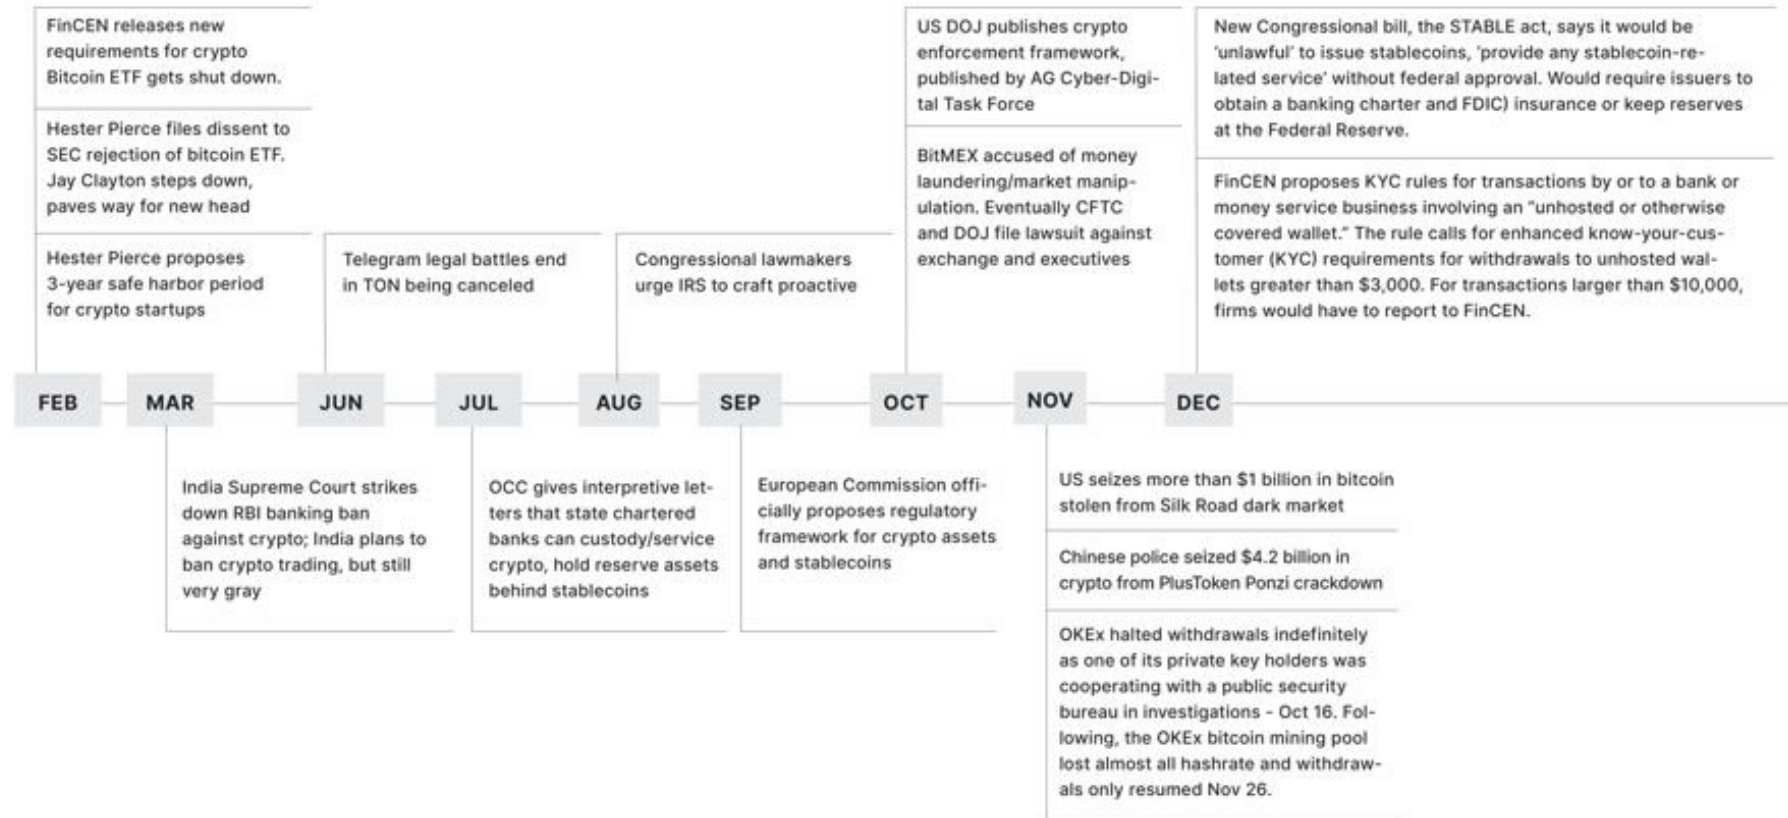 FinCEN releases new
requirements for crypto
Bitcoin ETF gets shut down.
Hester Pierce files dissent to
SEC rejection of bitcoin ETF.
Jay Clayton steps down,
paves way for new head
Hester Pierce proposes
3-year safe harbor period
for crypto startups
Telegram legal battles end
in TON being canceled
Congressional lawmakers
urge IRS to craft proactive
US DOJ publishes crypto
enforcement framework,
published by AG Cyber-Digi-
tal Task Force
BitMEX accused of money
laundering/market manip-
ulation. Eventually CFTC
and DOJ file lawsuit against
exchange and executives
New Congressional bill, the STABLE act, says it would be
'unlawful' to issue stablecoins, 'provide any stablecoin-re-
lated service' without federal approval. Would require issuers to
obtain a banking charter and FDIC) insurance or keep reserves
at the Federal Reserve.
FinCEN proposes KYC rules for transactions by or to a bank or
money service business involving an "unhosted or otherwise
covered wallet." The rule calls for enhanced know-your-cus-
tomer (KYC) requirements for withdrawals to unhosted wal-
lets greater than $3,000. For transactions larger than $10,000,
firms would have to report to FinCEN.
FEB
MAR
JUN
JUL
AUG
SEP
OCT
NOV
DEC
India Supreme Court strikes
down RBI banking ban
against crypto; India plans to
ban crypto trading, but still
very gray
OCC gives interpretive let-
ters that state chartered
banks can custody/service
crypto, hold reserve assets
behind stablecoins
European Commission offi-
cially proposes regulatory
framework for crypto assets
and stablecoins
US seizes more than $1 billion in bitcoin
stolen from Silk Road dark market
Chinese police seized $4.2 billion in
crypto from PlusToken Ponzi crackdown
OKEx halted withdrawals indefinitely
as one of its private key holders was
cooperating with a public security
bureau in investigations - Oct 16. Fol-
lowing, the OKEx bitcoin mining pool
lost almost all hashrate and withdraw-
als only resumed Nov 26.